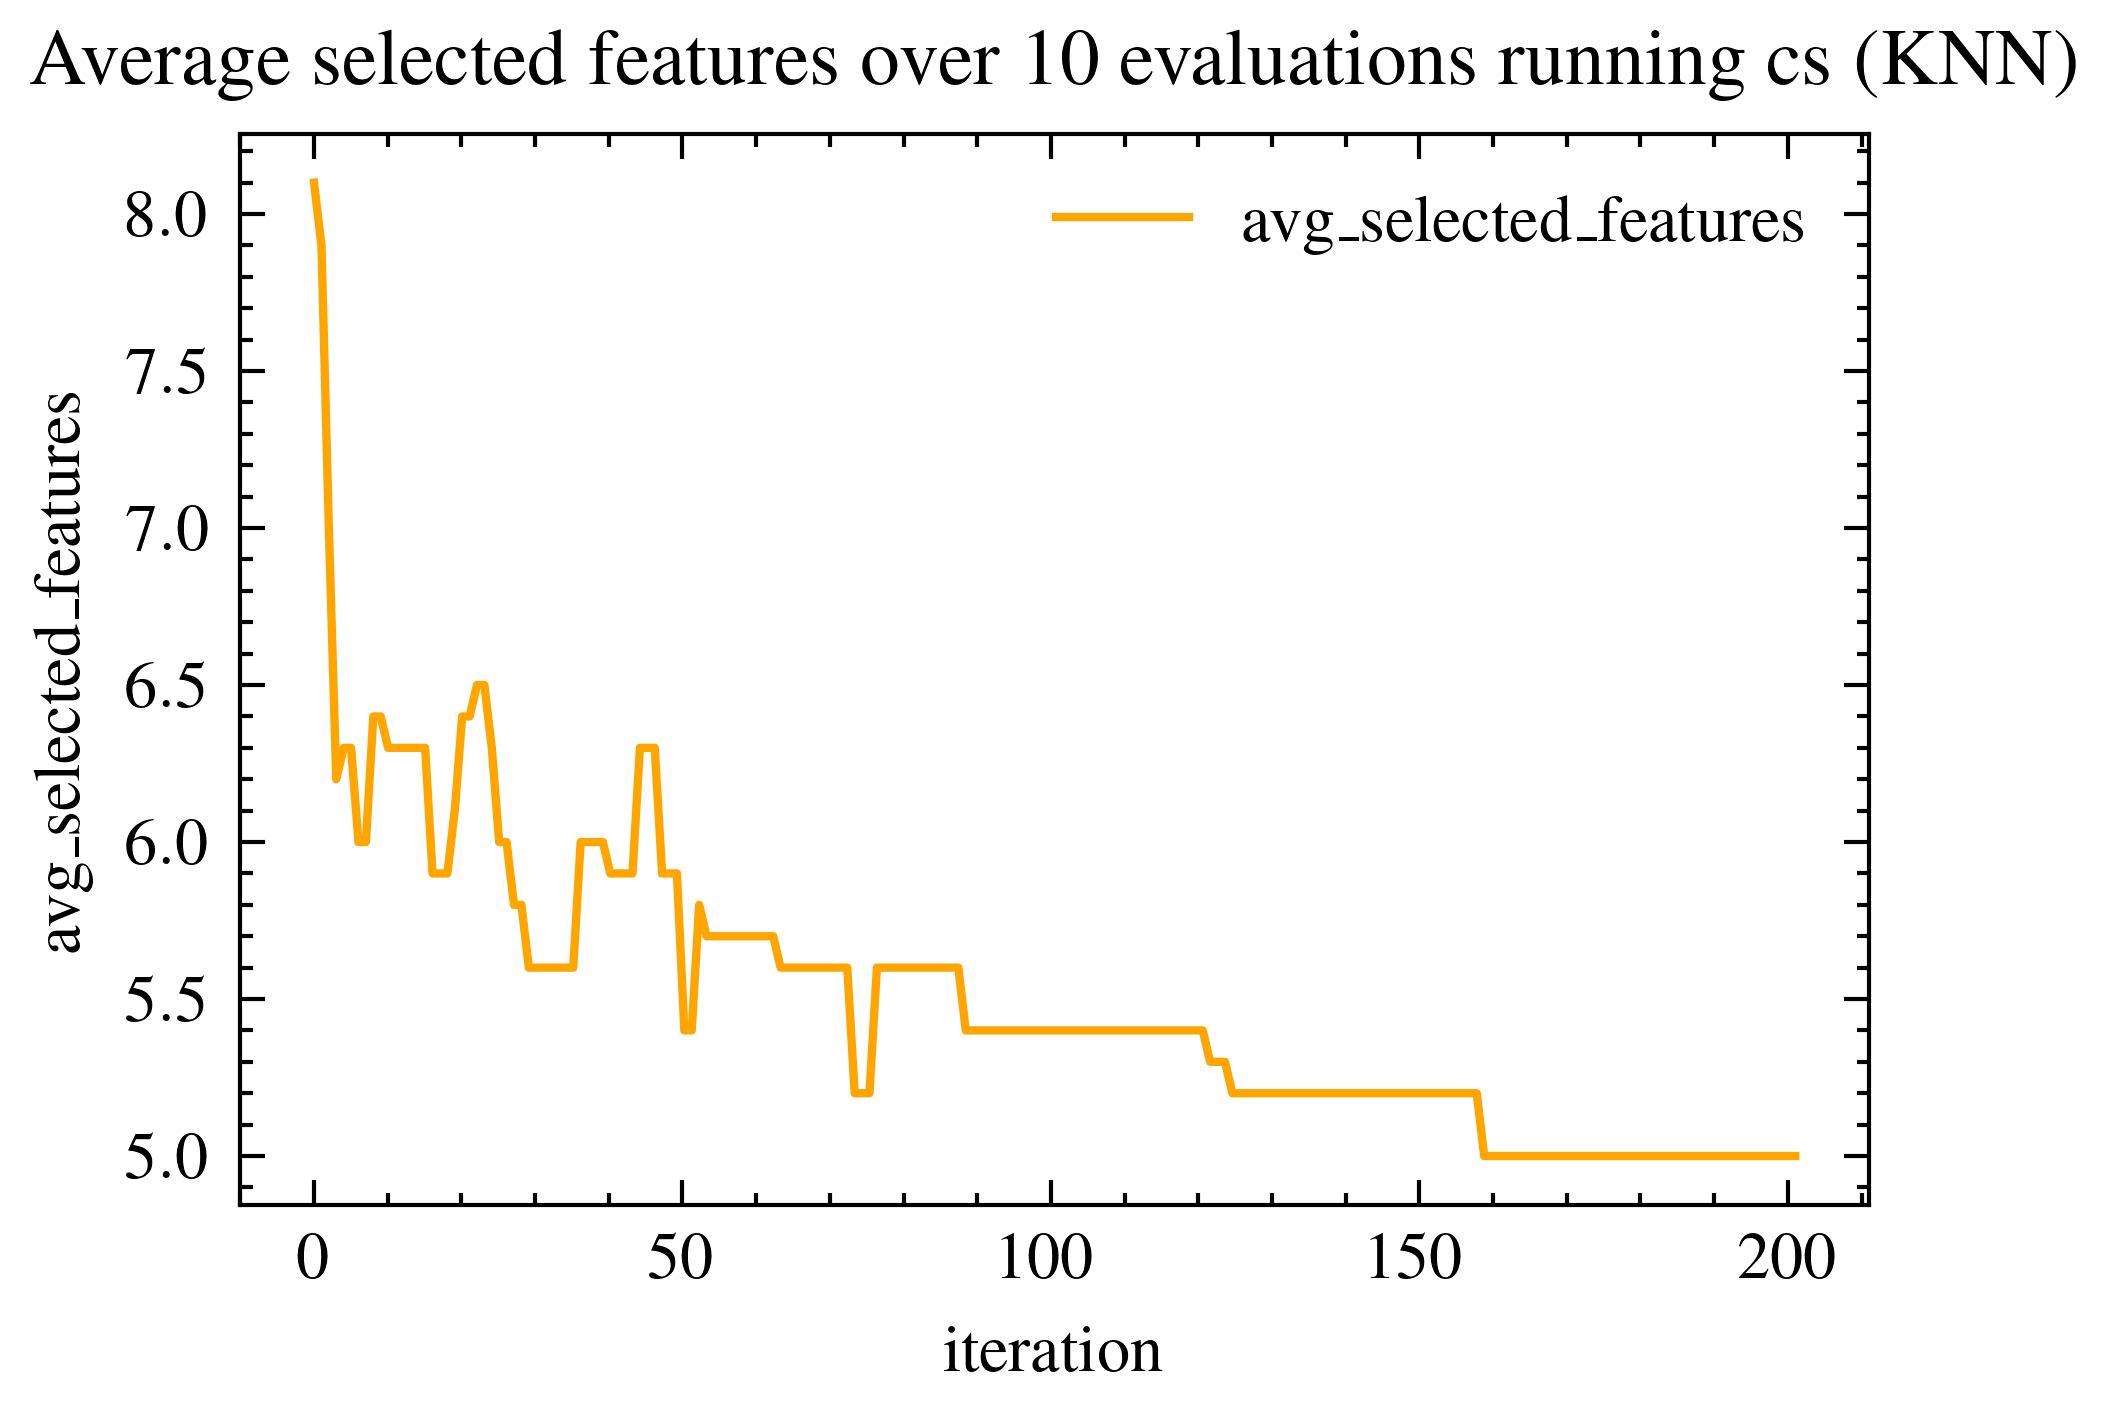 Average selected features over 10 evaluations running cs (KNN)
avg_selected_features
8.0
7.5
7.0
6.5
6.0
5.5
5.0
avg_selected_features
0 50 100 150 200
iteration